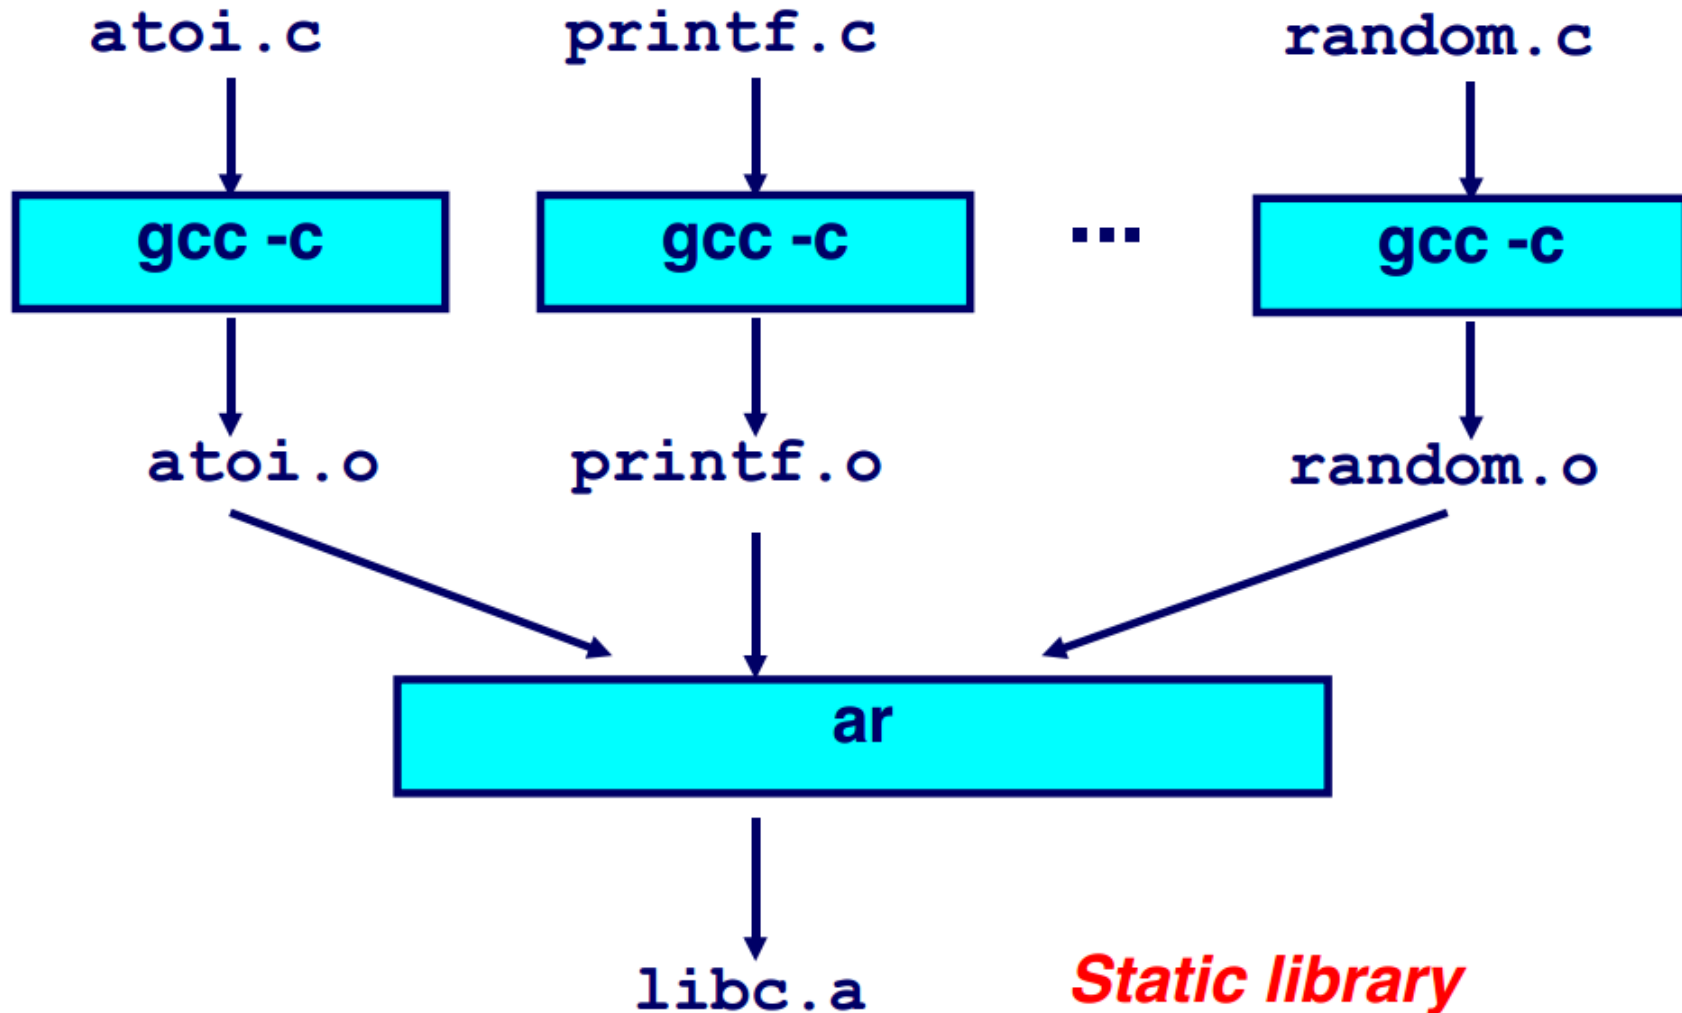 atoi.c printf.c random.c
gcc -c gcc -c ... gcc -c
atoi.o printf.o random.o
ar
libc.a Static library